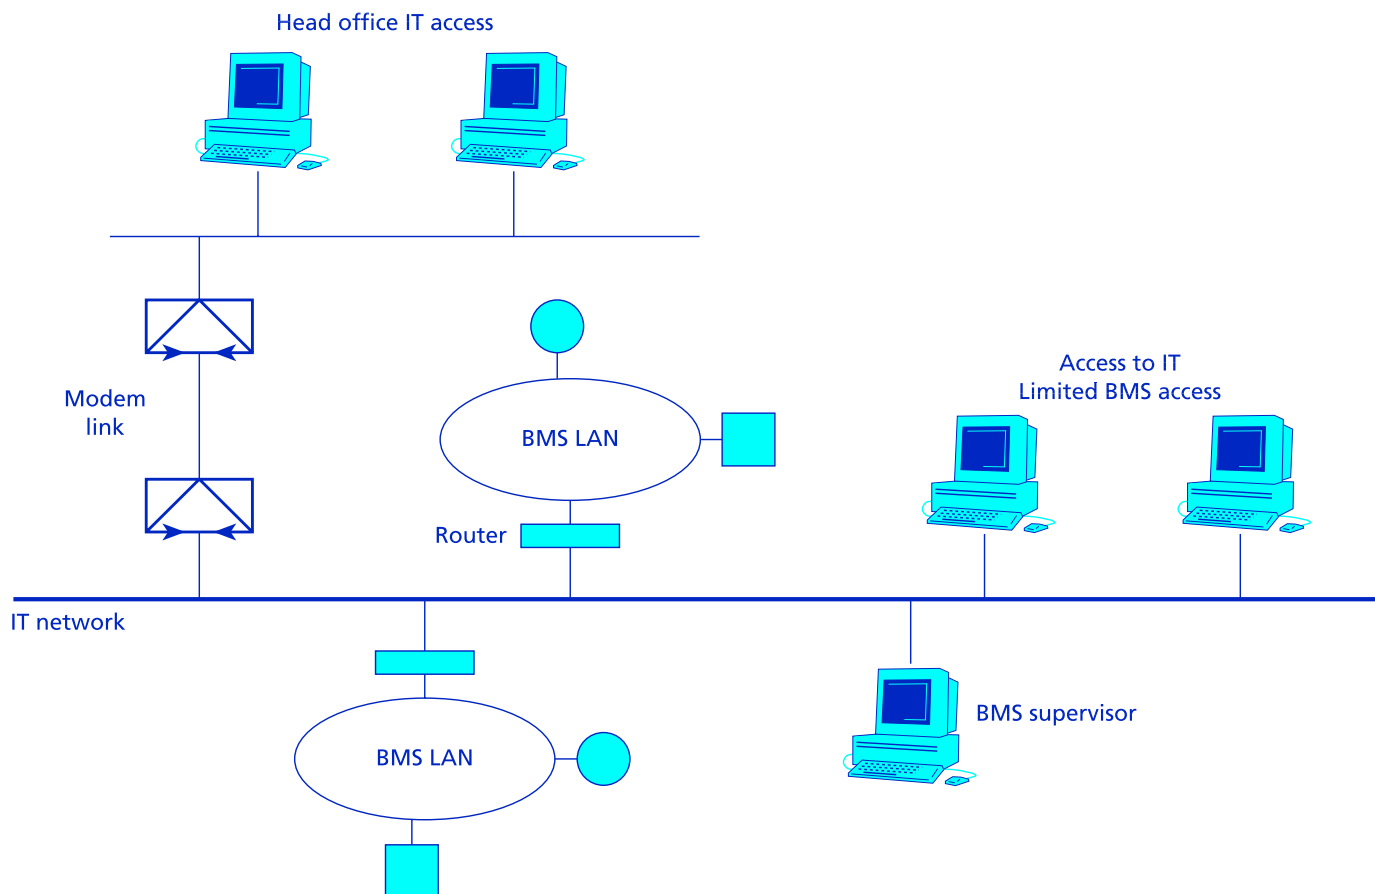 Head office IT access
Modem
link
BMS LAN
Access to IT
Limited BMS access
Router
IT network
BMS LAN
BMS supervisor